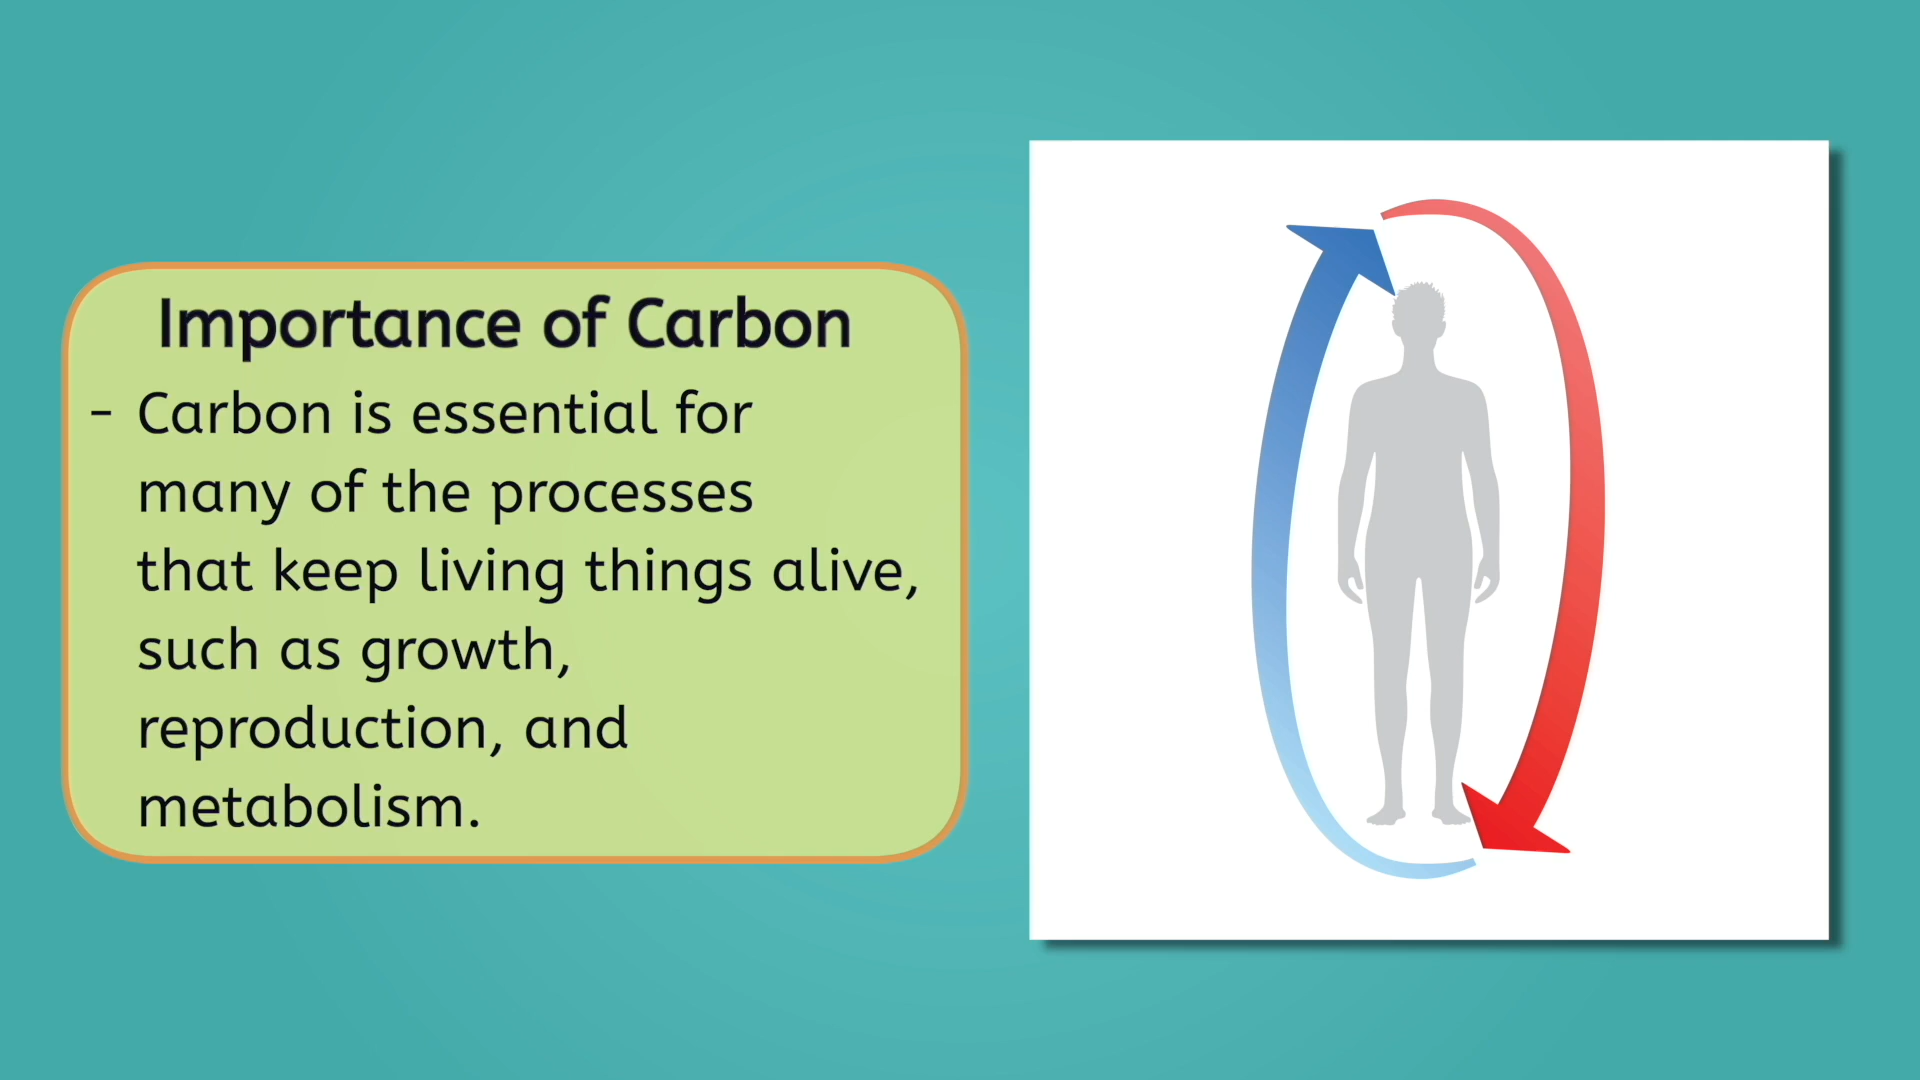 Importance of Carbon
- Carbon is essential for
many of the processes
that keep living things alive,
such as growth,
reproduction, and
metabolism.